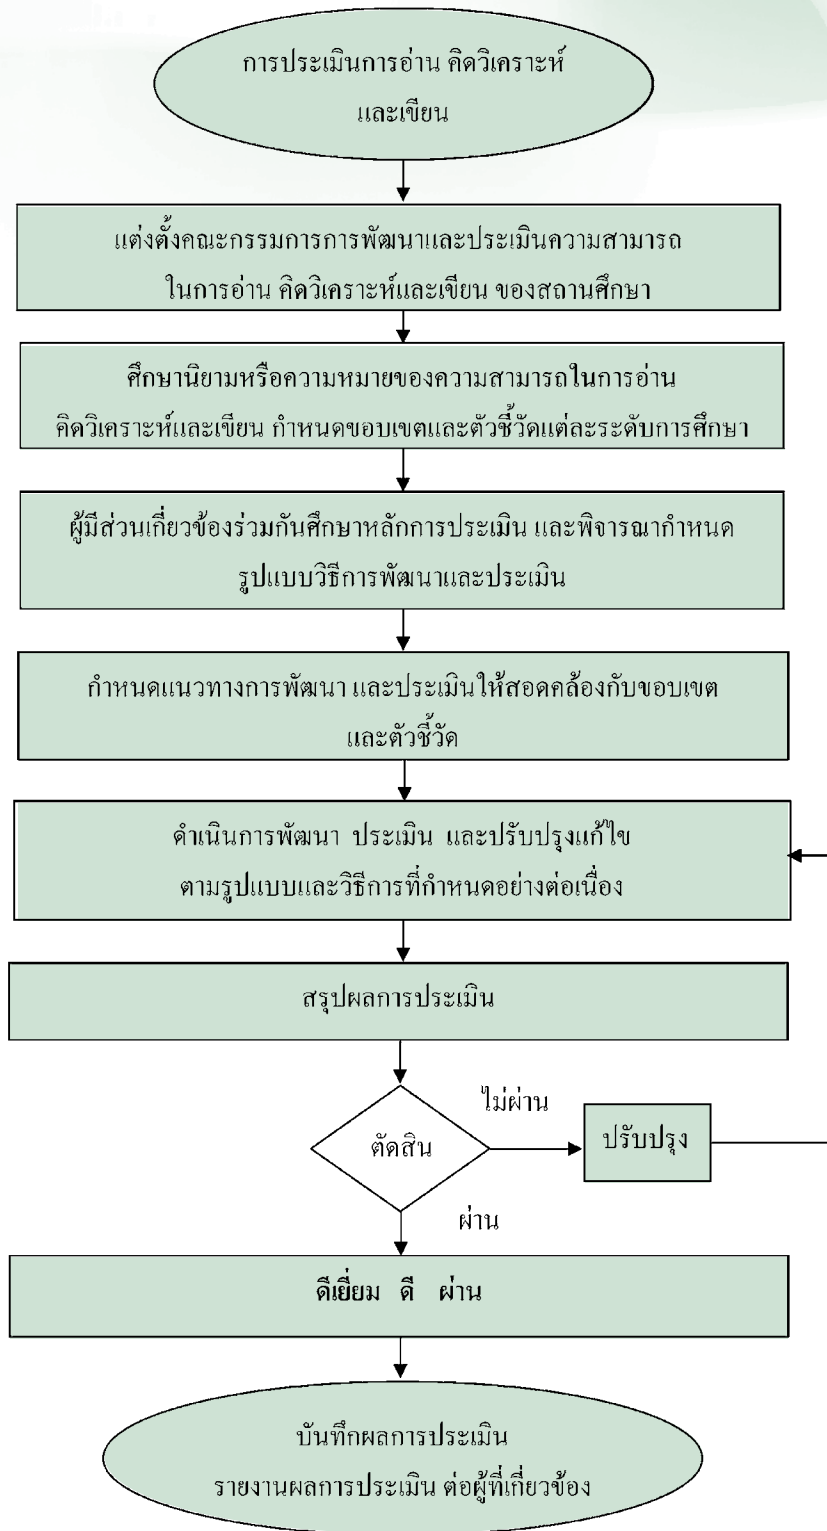 การประเมินการอ่าน คิดวิเคราะห์
และเขียน
แต่งตั้งคณะกรรมการการพัฒนาและประเมินความสามารถ
ในการอ่าน คิดวิเคราะห์และเขียน ของสถานศึกษา
ศึกษานิยามหรือความหมายของความสามารถในการอ่าน
คิดวิเคราะห์และเขียน กำหนดขอบเขตและตัวชี้วัดแต่ละระดับการศึกษา
ผู้มีส่วนเกี่ยวข้องร่วมกันศึกษาหลักการประเมิน และพิจารณากำหนด
รูปแบบวิธีการพัฒนาและประเมิน
กำหนดแนวทางการพัฒนา และประเมินให้สอดคล้องกับขอบเขต
และตัวชี้วัด
ดำเนินการพัฒนา ประเมิน และปรับปรุงแก้ไข
ตามรูปแบบและวิธีการที่กำหนดอย่างต่อเนื่อง
สรุปผลการประเมิน
ไม่ผ่าน
ตัดสิน
ปรับปรุง
ผ่าน
ดีเยี่ยม ดี ผ่าน
บันทึกผลการประเมิน
รายงานผลการประเมิน ต่อผู้ที่เกี่ยวข้อง